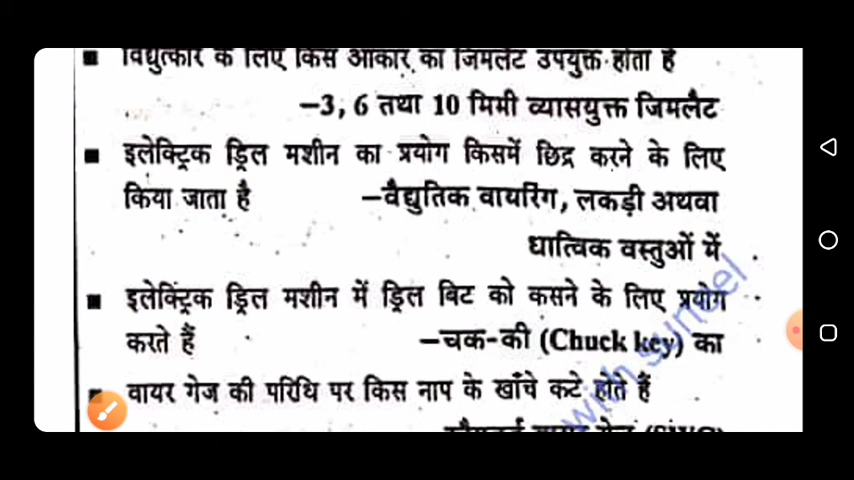 ■ विद्युत्कार के लिए किस आकार का जिमलैट उपयुक्त होता है
–3, 6 तथा 10 मिमी व्यासयुक्त जिमलैट
■ इलेक्ट्रिक ड्रिल मशीन का प्रयोग किसमें छिद्र करने के लिए
किया जाता है –वैद्युतिक वायरिंग, लकड़ी अथवा
धात्विक वस्तुओं में
■ इलेक्ट्रिक ड्रिल मशीन में ड्रिल बिट को कसने के लिए प्रयोग
करते हैं –चक-की (Chuck key) का
■ वायर गेज की परिधि पर किस नाप के खाँचे कटे होते हैं
with